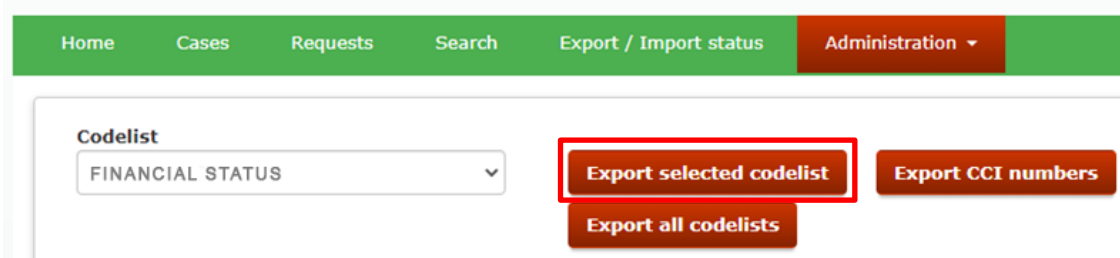 Home Cases Requests Search Export / Import status Administration
Codelist
FINANCIAL STATUS Export selected codelist Export CCI numbers
Export all codelists